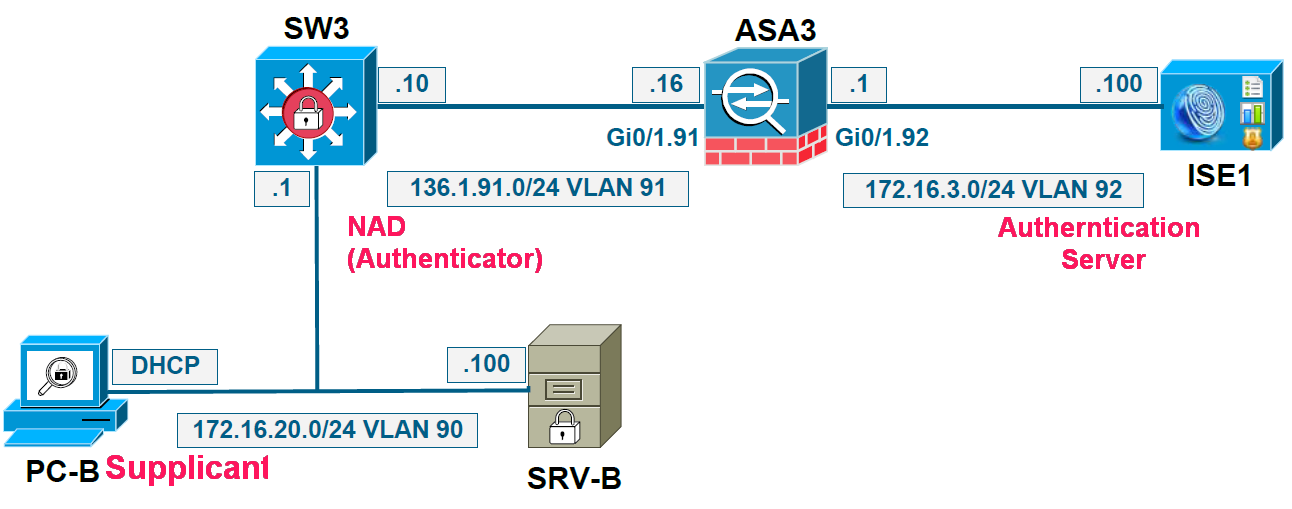 SW3
ASA3
.10
.16
.1
.100
Gi0/1.91
Gi0/1.92
ISE1
.1
136.1.91.0/24 VLAN 91
172.16.3.0/24 VLAN 92
NAD
(Authenticator)
Autherntication
Server
DHCP
.100
172.16.20.0/24 VLAN 90
PC-B
Supplicant
SRV-B